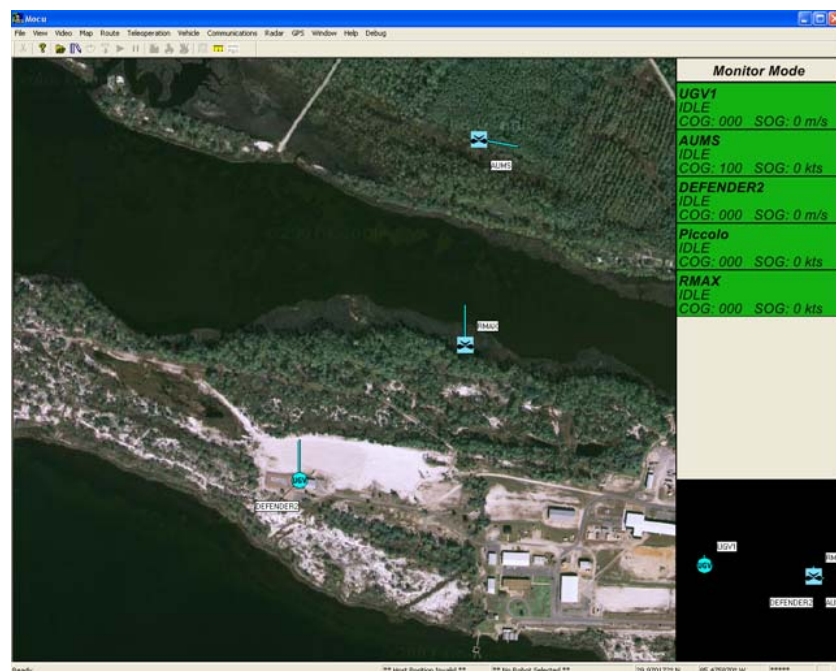 Mocu
File View Video Map Route Teleoperation Vehicle Communications Radar GPS Window Help Debug
Monitor Mode
UGV1
IDLE
COG: 000 SOG: 0 m/s
AUMS
IDLE
COG: 100 SOG: 0 kts
DEFENDER2
IDLE
COG: 000 SOG: 0 m/s
Piccolo
IDLE
COG: 000 SOG: 0 kts
RMAX
IDLE
COG: 000 SOG: 0 kts
AUMS
RMAX
UGV
DEFENDER2
UGV1
UGV
RM
DEFENDER2
AU
Ready
** Host Position Invalid **
** No Robot Selected **
*****